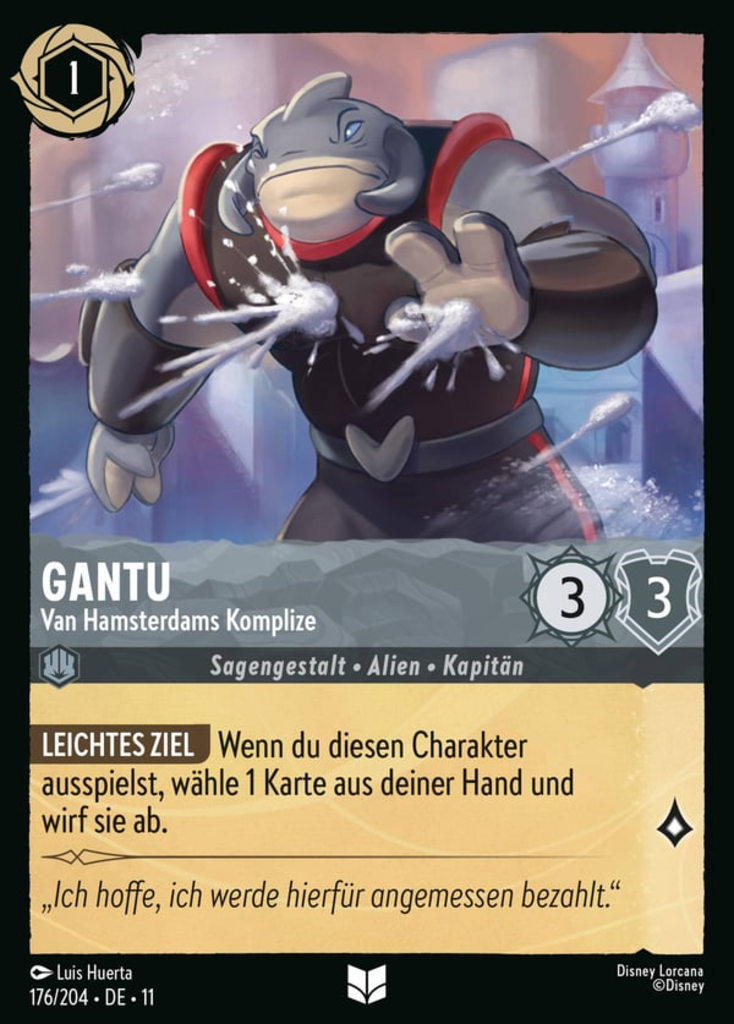 1
GANTU
Van Hamsterdams Komplize
3
3
Sagengestalt • Alien • Kapitän
LEICHTES ZIEL Wenn du diesen Charakter
ausspielst, wähle 1 Karte aus deiner Hand und
wirf sie ab.
„Ich hoffe, ich werde hierfür angemessen bezahlt.“
Luis Huerta
176/204 • DE • 11
Disney Lorcana
©Disney